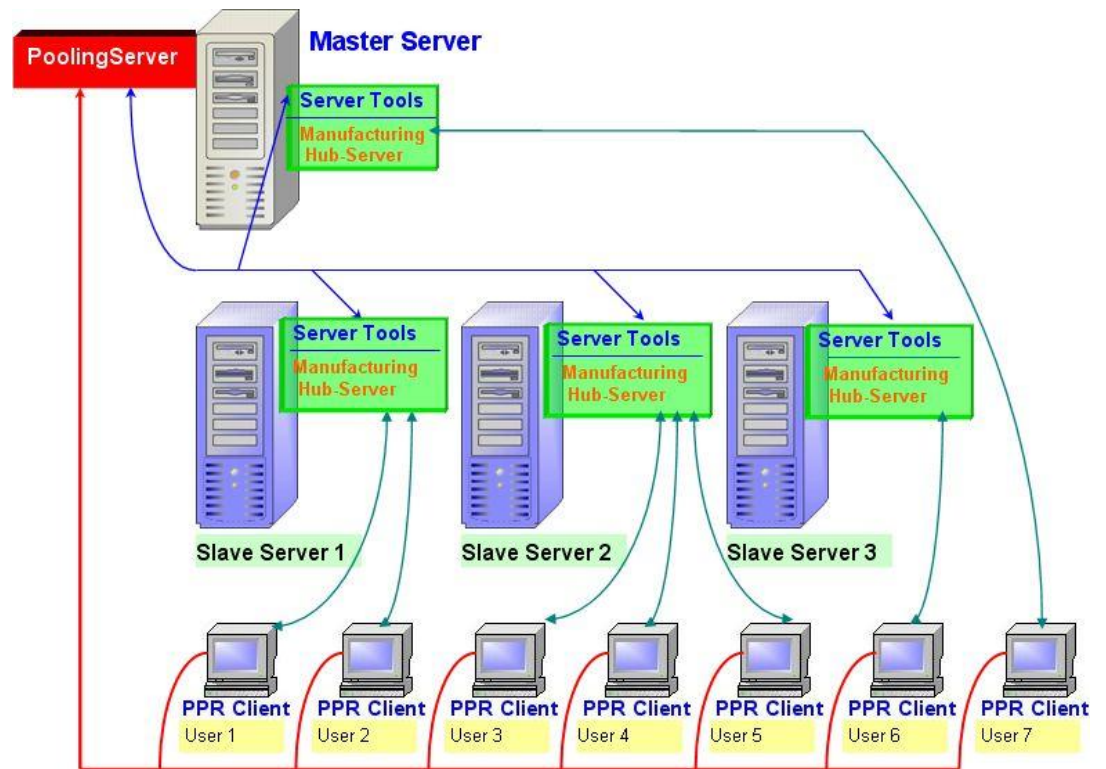 PoolingServer
Master Server
Server Tools
Manufacturing
Hub-Server
Server Tools
Manufacturing
Hub-Server
Server Tools
Manufacturing
Hub-Server
Server Tools
Manufacturing
Hub-Server
Slave Server 1
Slave Server 2
Slave Server 3
PPR Client
User 1
PPR Client
User 2
PPR Client
User 3
PPR Client
User 4
PPR Client
User 5
PPR Client
User 6
PPR Client
User 7